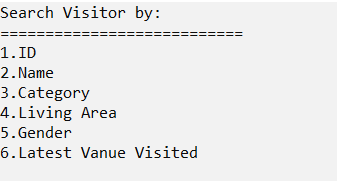 Search Visitor by:
===========================
1.ID
2.Name
3.Category
4.Living Area
5.Gender
6.Latest Vanue Visited